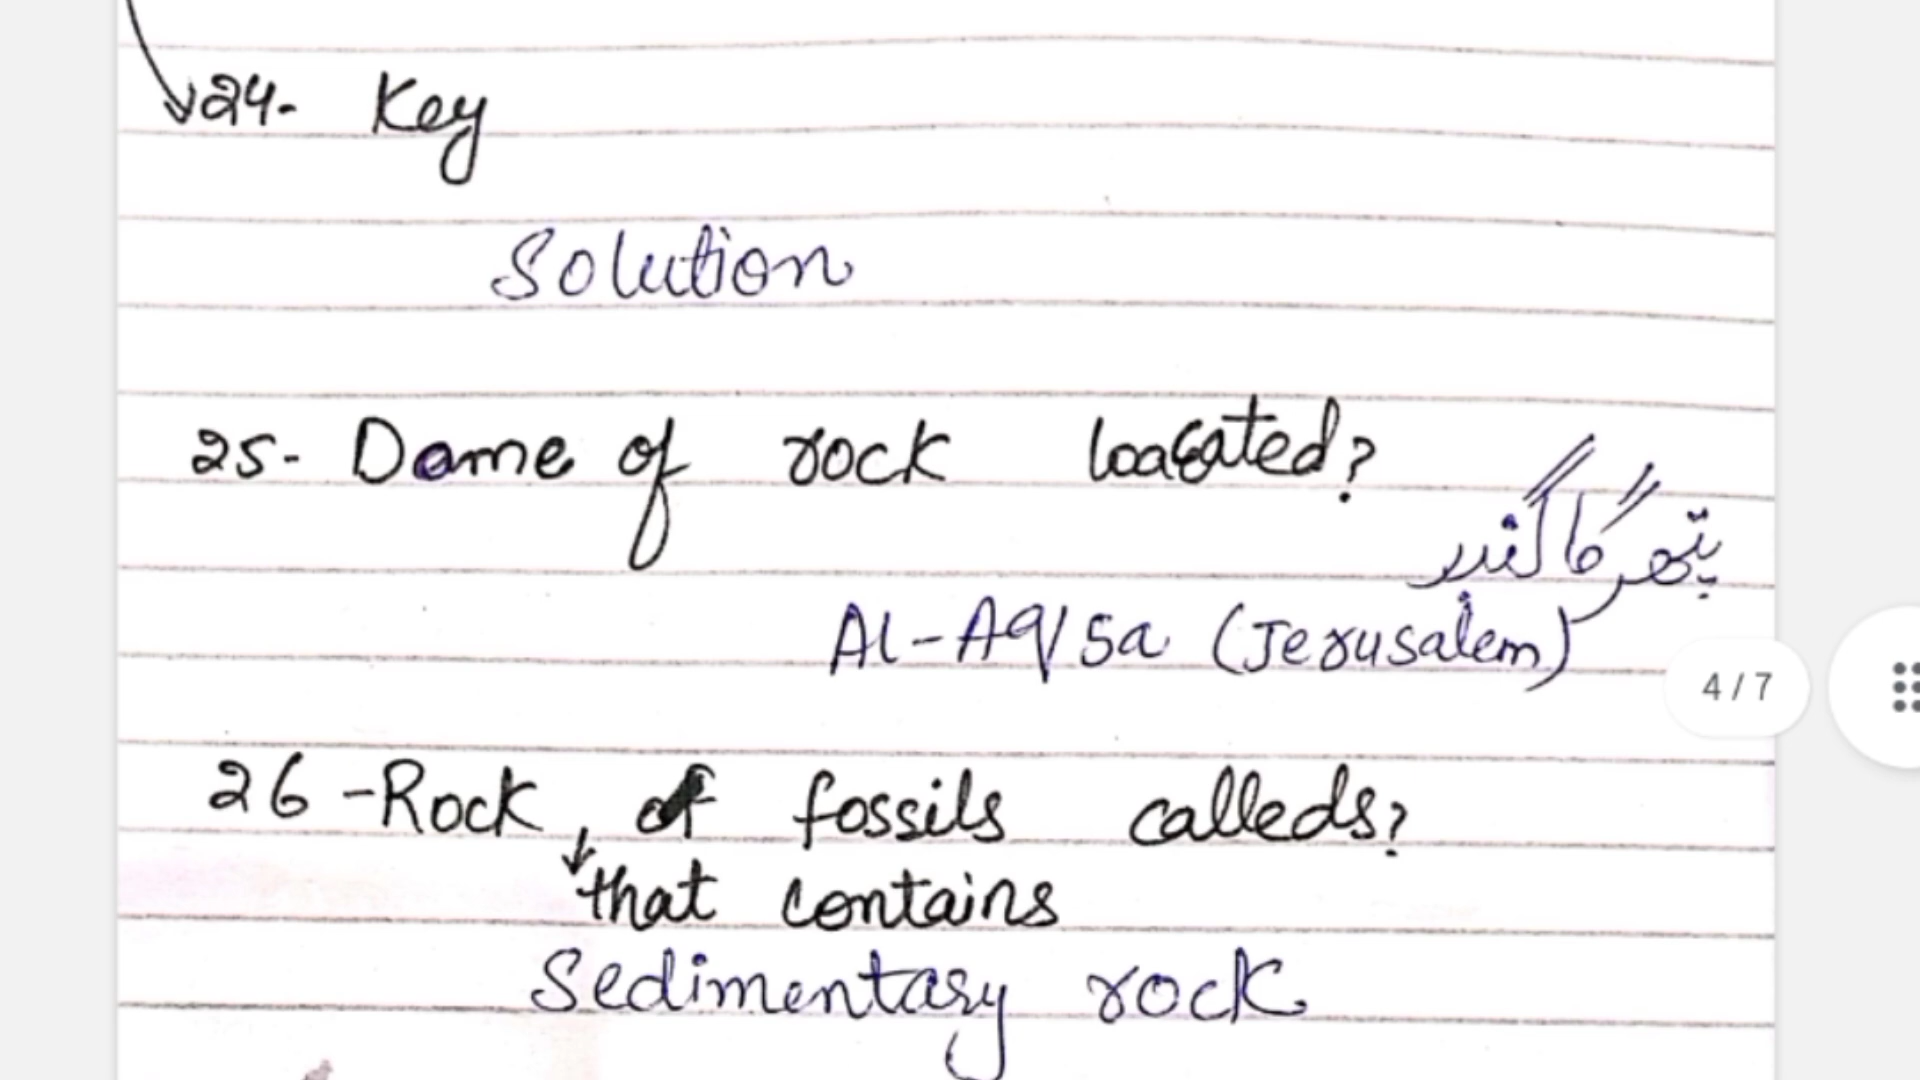 24- Key
Solution
25- Dome of rock loacated?
پتھر کا گنبد
Al-Aqsa (Jerusalem)
4 / 7
26 - Rock, of fossils calleds?
that contains
Sedimentary rock